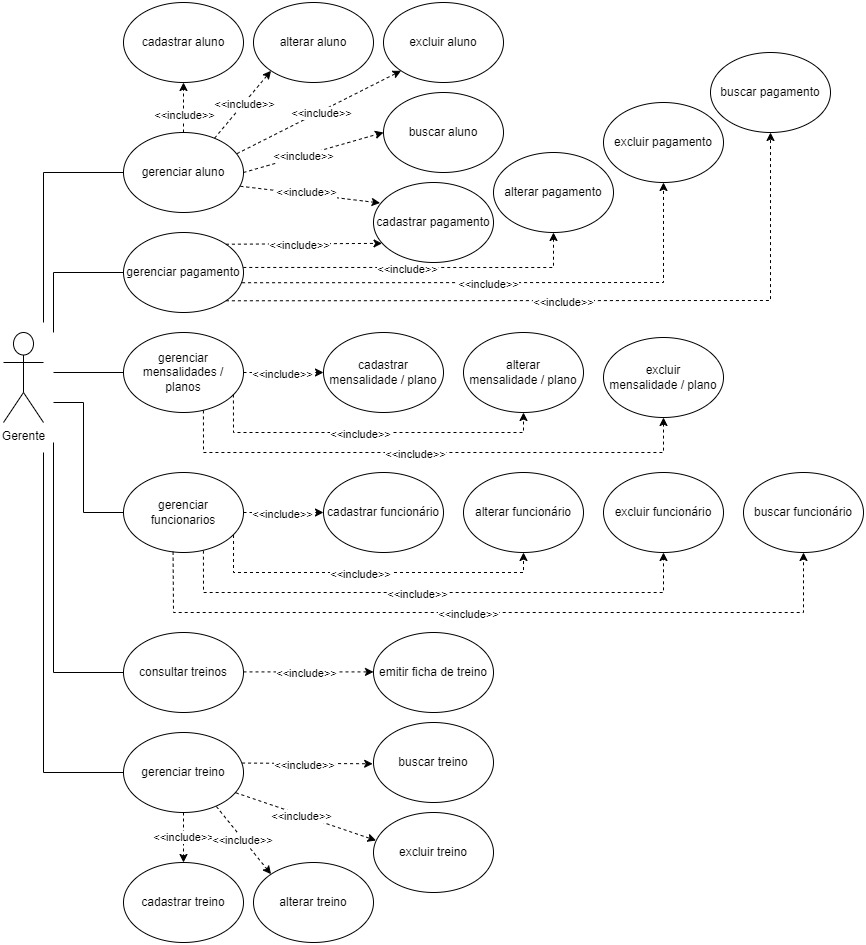 cadastrar aluno
alterar aluno
excluir aluno
buscar pagamento
<<include>>
<<include>>
<<include>>
buscar aluno
excluir pagamento
<<include>>
gerenciar aluno
<<include>>
alterar pagamento
cadastrar pagamento
<<include>>
gerenciar pagamento
<<include>>
<<include>>
<<include>>
gerenciar
mensalidades /
planos
<<include>>
cadastrar
mensalidade / plano
alterar
mensalidade / plano
excluir
mensalidade / plano
Gerente
<<include>>
<<include>>
gerenciar
funcionarios
<<include>>
cadastrar funcionário
alterar funcionário
excluir funcionário
buscar funcionário
<<include>>
<<include>>
<<include>>
consultar treinos
<<include>>
emitir ficha de treino
gerenciar treino
<<include>>
buscar treino
<<include>>
<<include>>
<<include>>
excluir treino
cadastrar treino
alterar treino